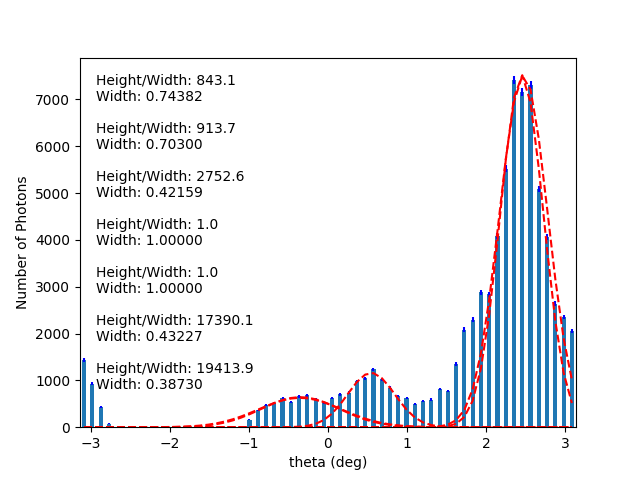 Height/Width: 843.1
Width: 0.74382
Height/Width: 913.7
Width: 0.70300
Height/Width: 2752.6
Width: 0.42159
Height/Width: 1.0
Width: 1.00000
Height/Width: 1.0
Width: 1.00000
Height/Width: 17390.1
Width: 0.43227
Height/Width: 19413.9
Width: 0.38730
7000
6000
5000
4000
3000
2000
1000
0
Number of Photons
−3 −2 −1 0 1 2 3
theta (deg)